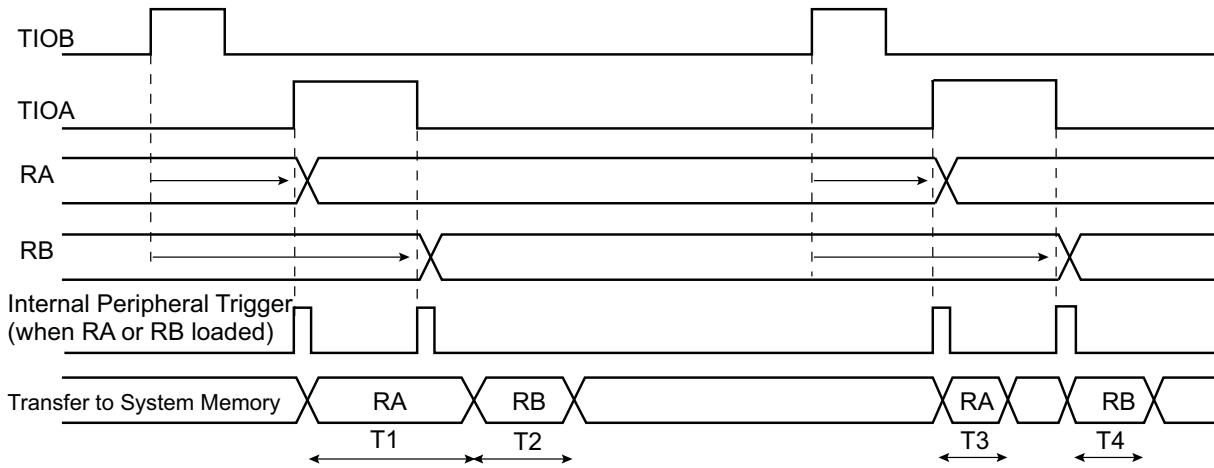 TIOB
TIOA
RA
RB
Internal Peripheral Trigger
(when RA or RB loaded)
Transfer to System Memory RA RB RA RB
T1 T2 T3 T4